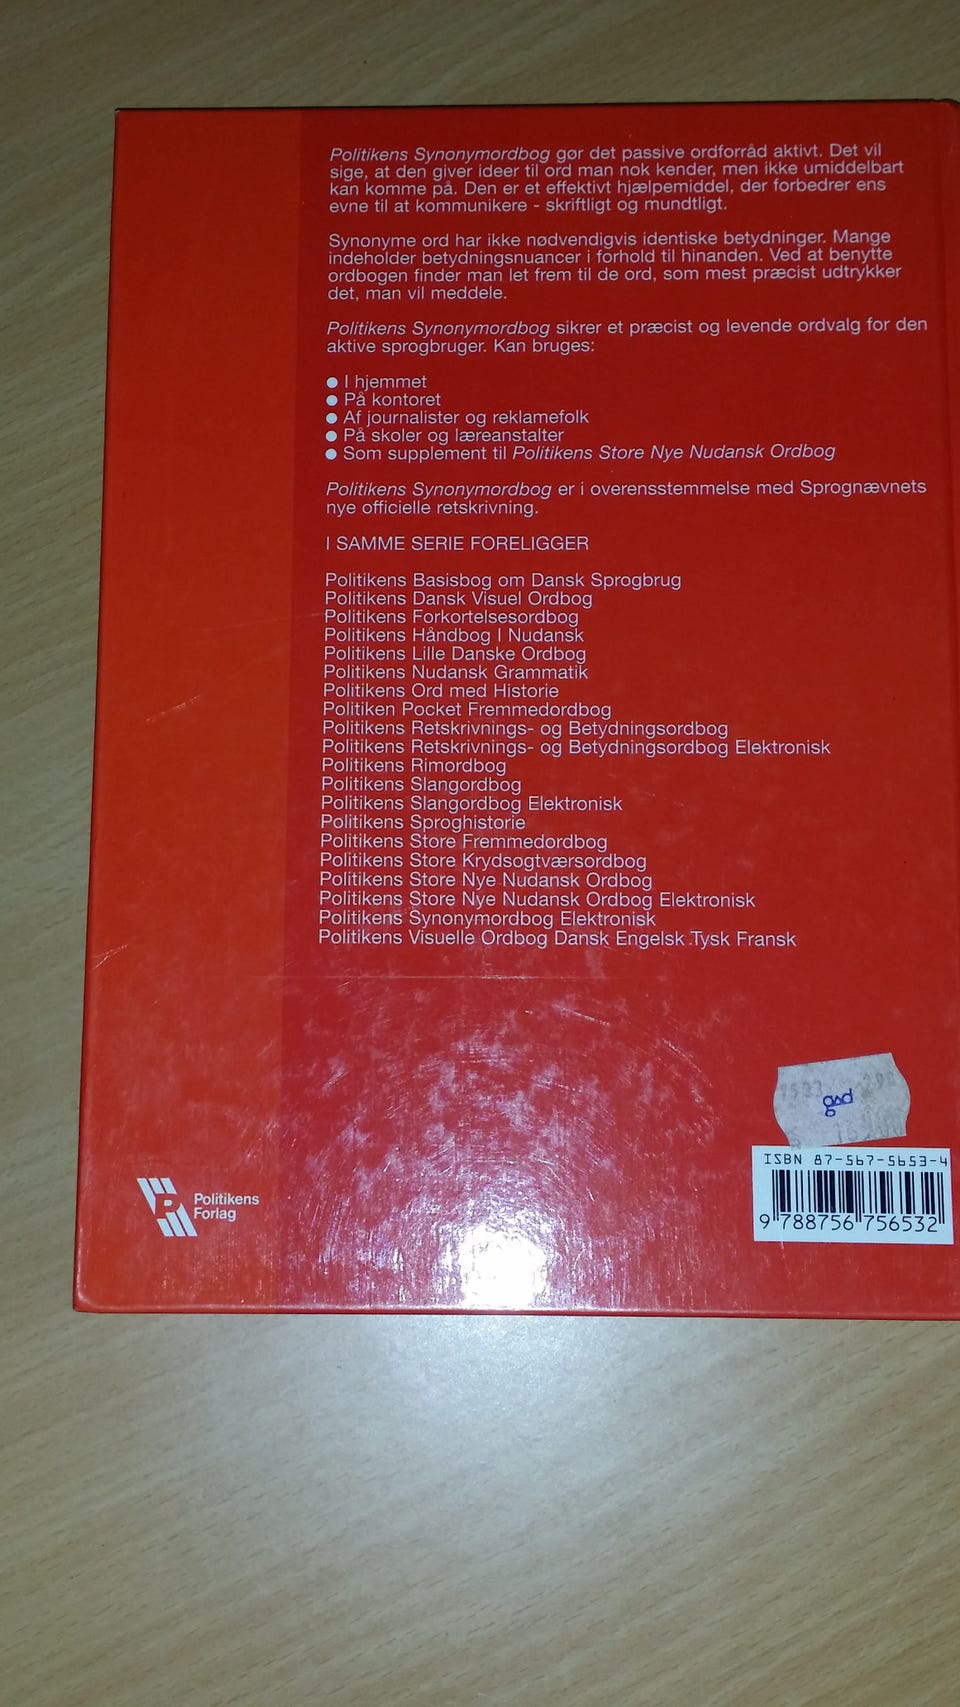 Politikens Synonymordbog gør det passive ordforråd aktivt. Det vil
sige, at den giver ideer til ord man nok kender, men ikke umiddelbart
kan komme på. Den er et effektivt hjælpemiddel, der forbedrer ens
evne til at kommunikere - skriftligt og mundtligt.
Synonyme ord har ikke nødvendigvis identiske betydninger. Mange
indeholder betydningsnuancer i forhold til hinanden. Ved at benytte
ordbogen finder man let frem til de ord, som mest præcist udtrykker
det, man vil meddele.
Politikens Synonymordbog sikrer et præcist og levende ordvalg for den
aktive sprogbruger. Kan bruges:
● I hjemmet
● På kontoret
● Af journalister og reklamefolk
● På skoler og læreanstalter
● Som supplement til Politikens Store Nye Nudansk Ordbog
Politikens Synonymordbog er i overensstemmelse med Sprognævnets
nye officielle retskrivning.
I SAMME SERIE FORELIGGER
Politikens Basisbog om Dansk Sprogbrug
Politikens Dansk Visuel Ordbog
Politikens Forkortelsesordbog
Politikens Håndbog I Nudansk
Politikens Lille Danske Ordbog
Politikens Nudansk Grammatik
Politikens Ord med Historie
Politiken Pocket Fremmedordbog
Politikens Retskrivnings- og Betydningsordbog
Politikens Retskrivnings- og Betydningsordbog Elektronisk
Politikens Rimordbog
Politikens Slangordbog
Politikens Slangordbog Elektronisk
Politikens Sproghistorie
Politikens Store Fremmedordbog
Politikens Store Krydsogtværsordbog
Politikens Store Nye Nudansk Ordbog
Politikens Store Nye Nudansk Ordbog Elektronisk
Politikens Synonymordbog Elektronisk
Politikens Visuelle Ordbog Dansk Engelsk Tysk Fransk
ISBN 87-567-5653-4
9 788756 756532
Politikens
Forlag